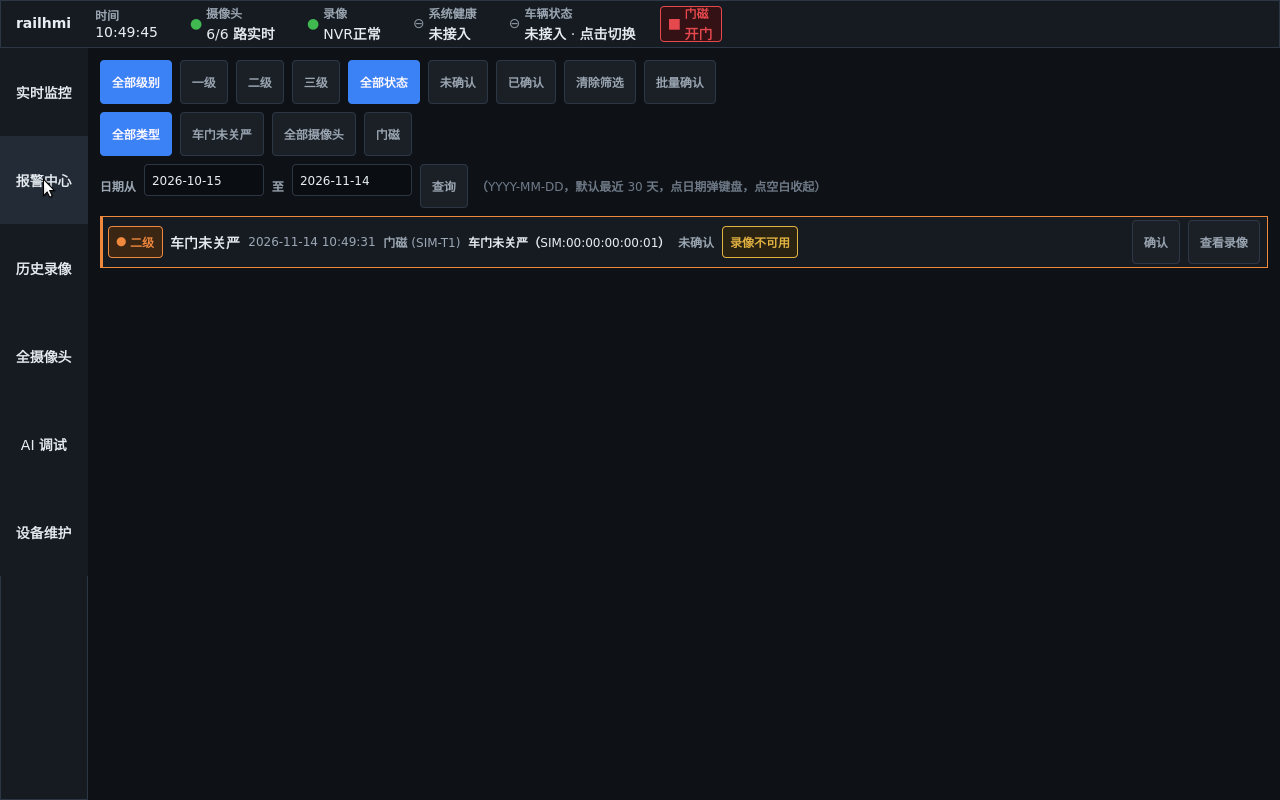 railhmi
时间
10:49:45
摄像头
6/6 路实时
录像
NVR正常
系统健康
未接入
车辆状态
未接入 · 点击切换
门磁
开门
实时监控
报警中心
历史录像
全摄像头
AI 调试
设备维护
全部级别 一级 二级 三级 全部状态 未确认 已确认 清除筛选 批量确认
全部类型 车门未关严 全部摄像头 门磁
日期从 2026-10-15 至 2026-11-14 查询 (YYYY-MM-DD，默认最近 30 天，点日期弹键盘，点空白收起)
二级 车门未关严 2026-11-14 10:49:31 门磁 (SIM-T1) 车门未关严（SIM:00:00:00:00:01） 未确认 录像不可用 确认 查看录像